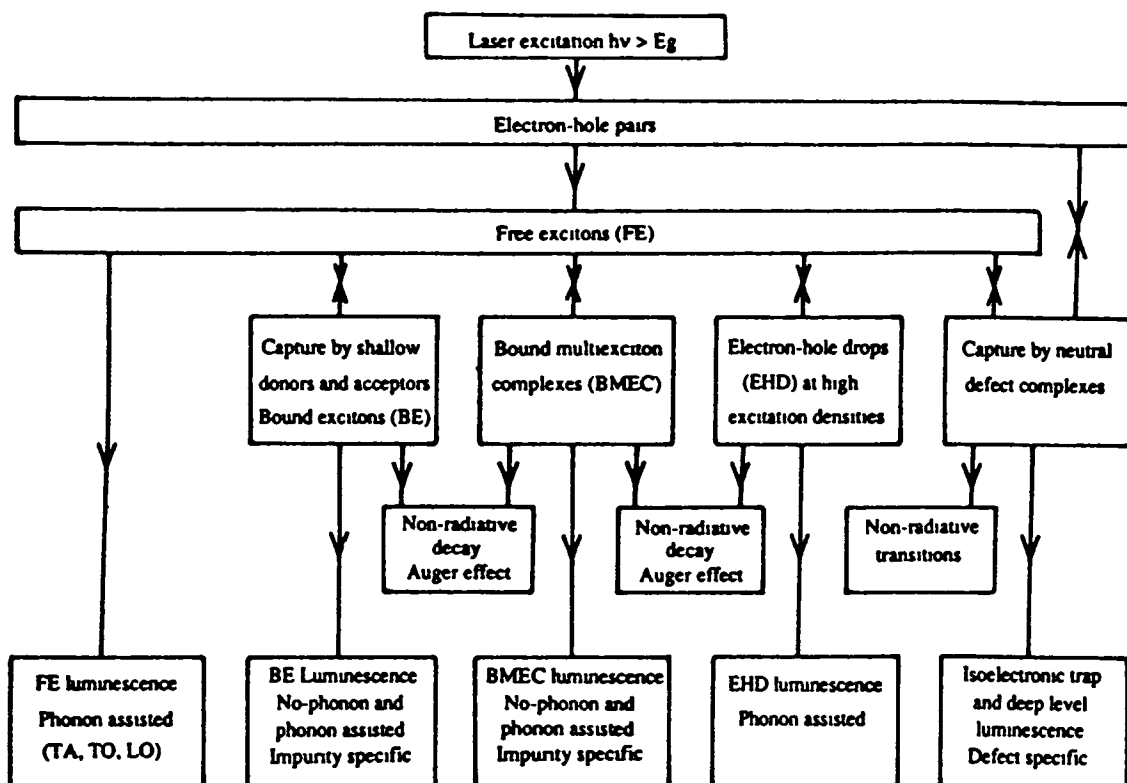 Laser excitation hν > Eg
Electron-hole pairs
Free excitons (FE)
Capture by shallow
donors and acceptors
Bound excitons (BE)
Bound multiexciton
complexes (BMEC)
Electron-hole drops
(EHD) at high
excitation densities
Capture by neutral
defect complexes
Non-radiative
decay
Auger effect
Non-radiative
decay
Auger effect
Non-radiative
transitions
FE luminescence
Phonon assisted
(TA, TO, LO)
BE Luminescence
No-phonon and
phonon assisted
Impurity specific
BMEC luminescence
No-phonon and
phonon assisted
Impurity specific
EHD luminescence
Phonon assisted
Isoelectronic trap
and deep level
luminescence
Defect specific